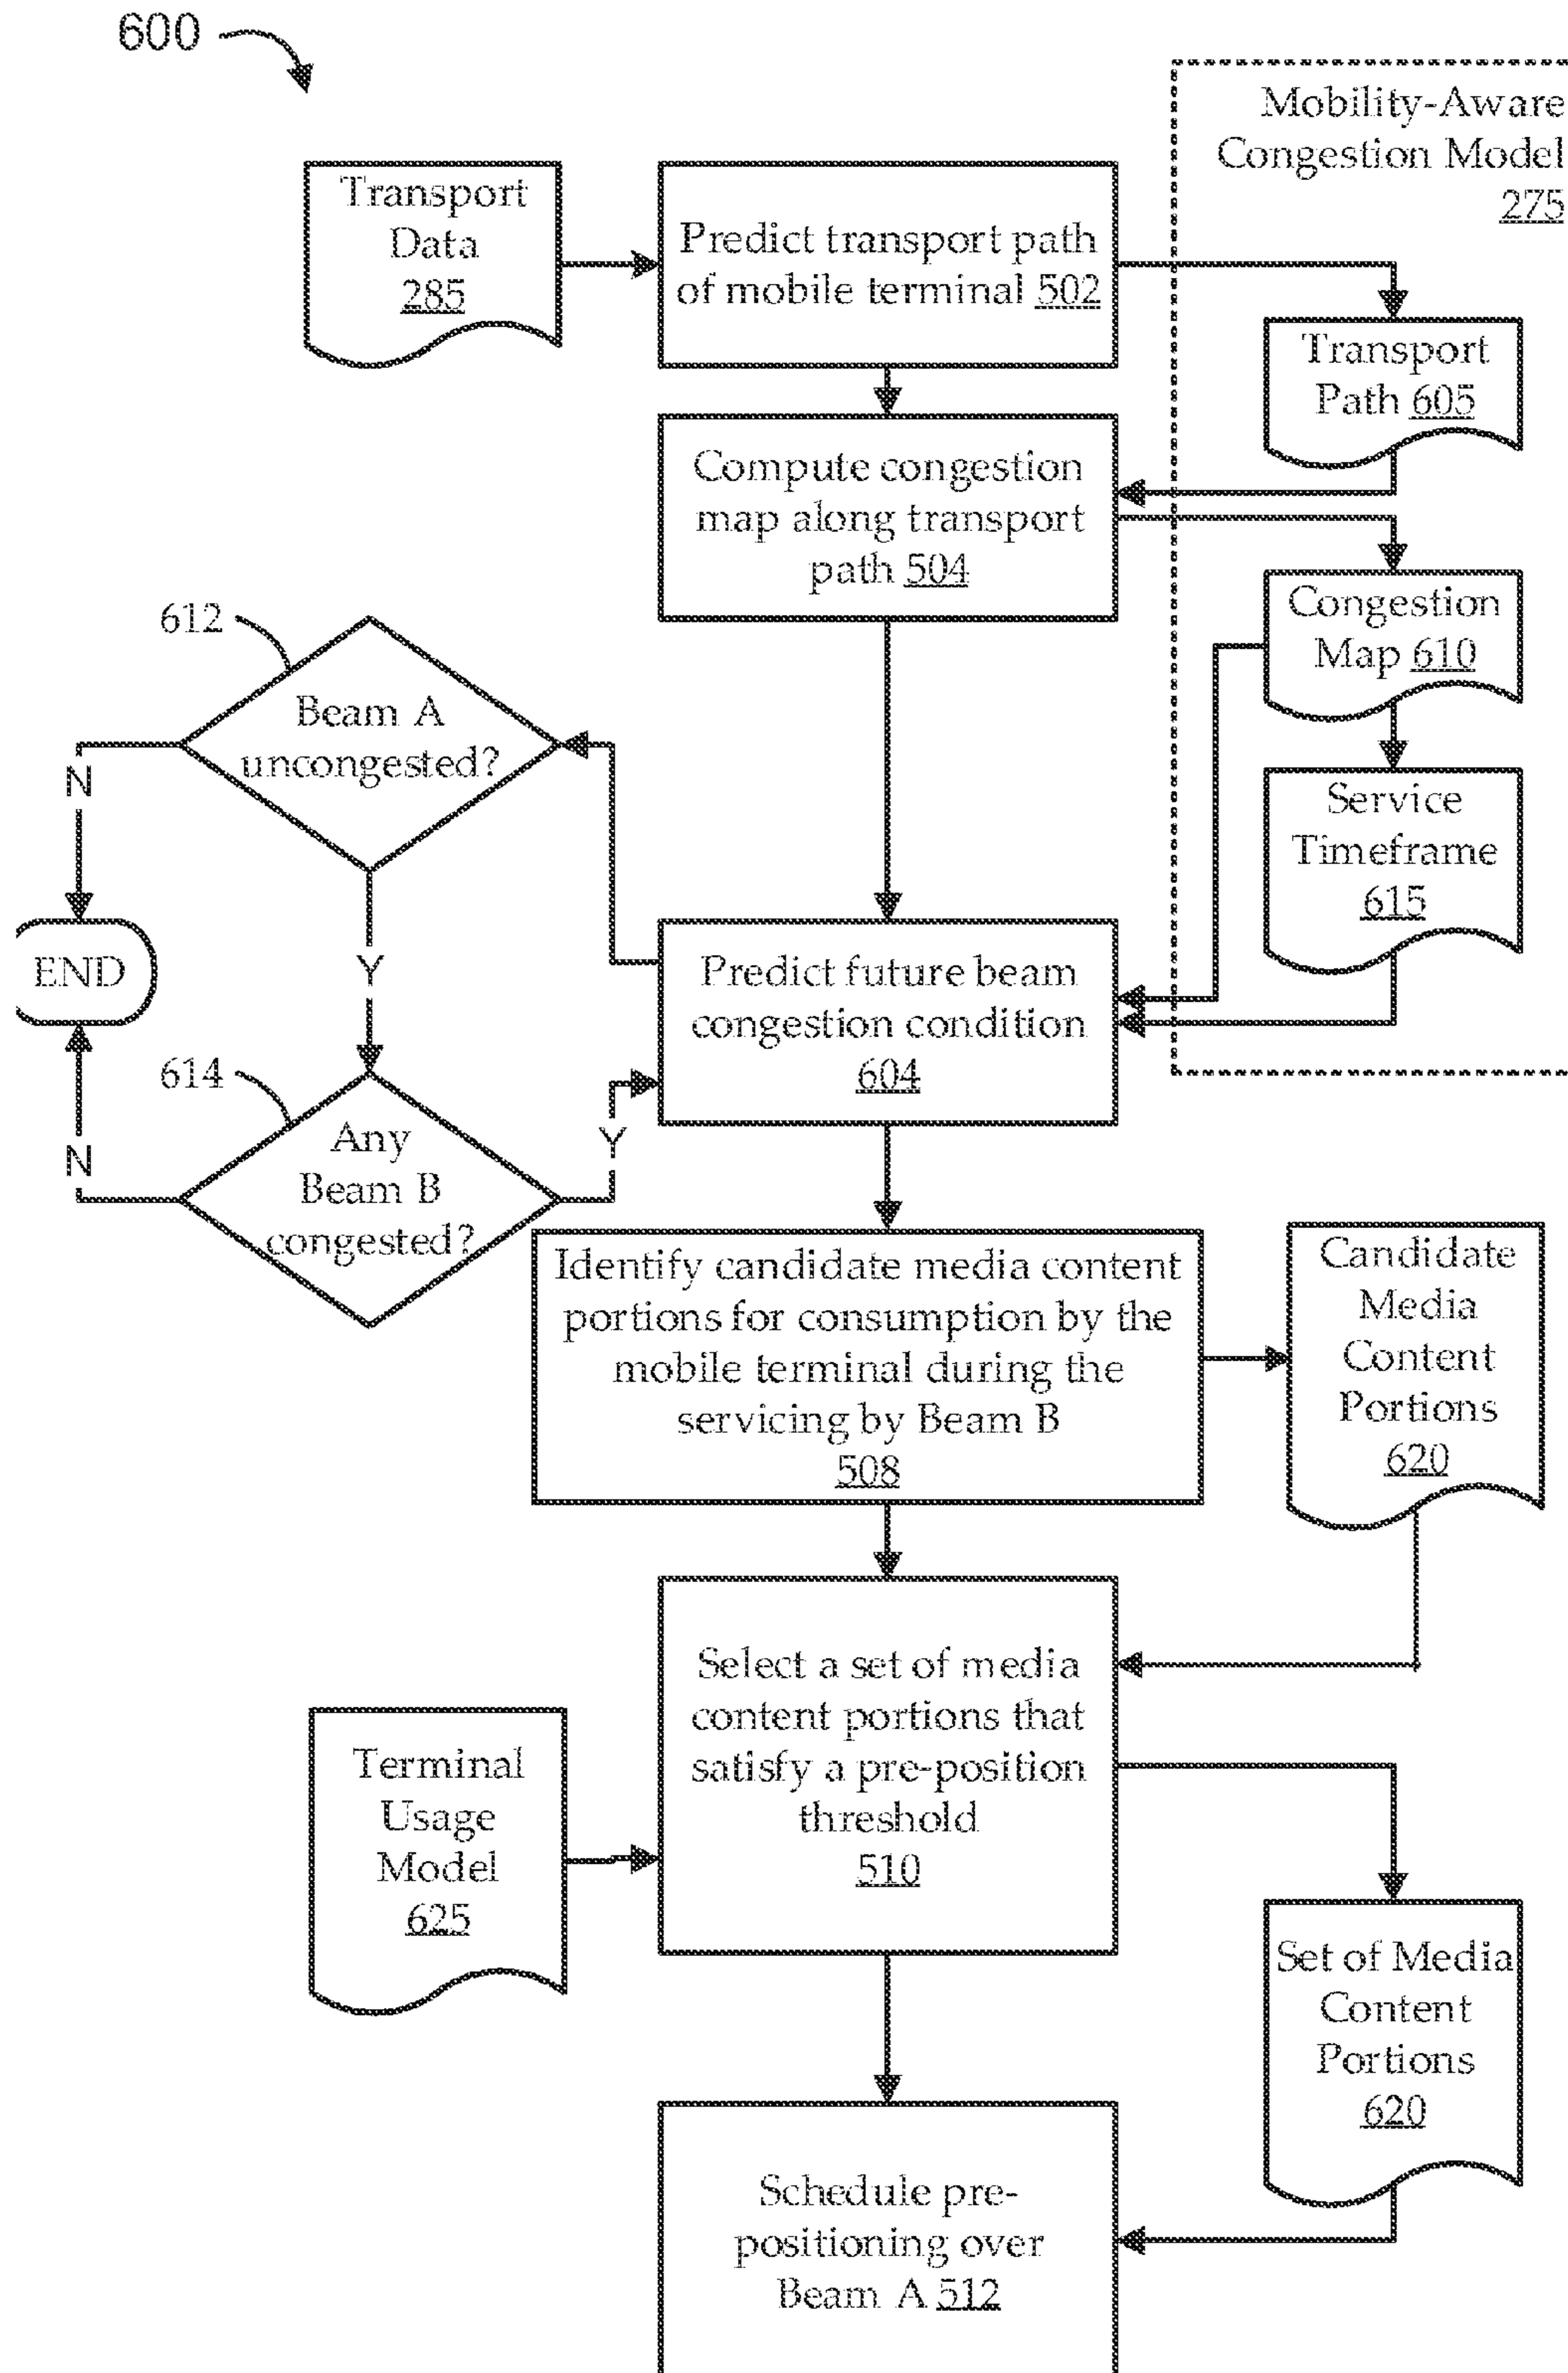 600
Mobility-Aware
Congestion Model
275
Transport
Data
285
Predict transport path
of mobile terminal 502
Transport
Path 605
Compute congestion
map along transport
path 504
Congestion
Map 610
612
Beam A
uncongested?
N
Y
END
Service
Timeframe
615
Predict future beam
congestion condition
604
614
Any
Beam B
congested?
N
Y
Identify candidate media content
portions for consumption by the
mobile terminal during the
servicing by Beam B
508
Candidate
Media
Content
Portions
620
Select a set of media
content portions that
satisfy a pre-position
threshold
510
Terminal
Usage
Model
625
Set of Media
Content
Portions
620
Schedule pre-
positioning over
Beam A 512